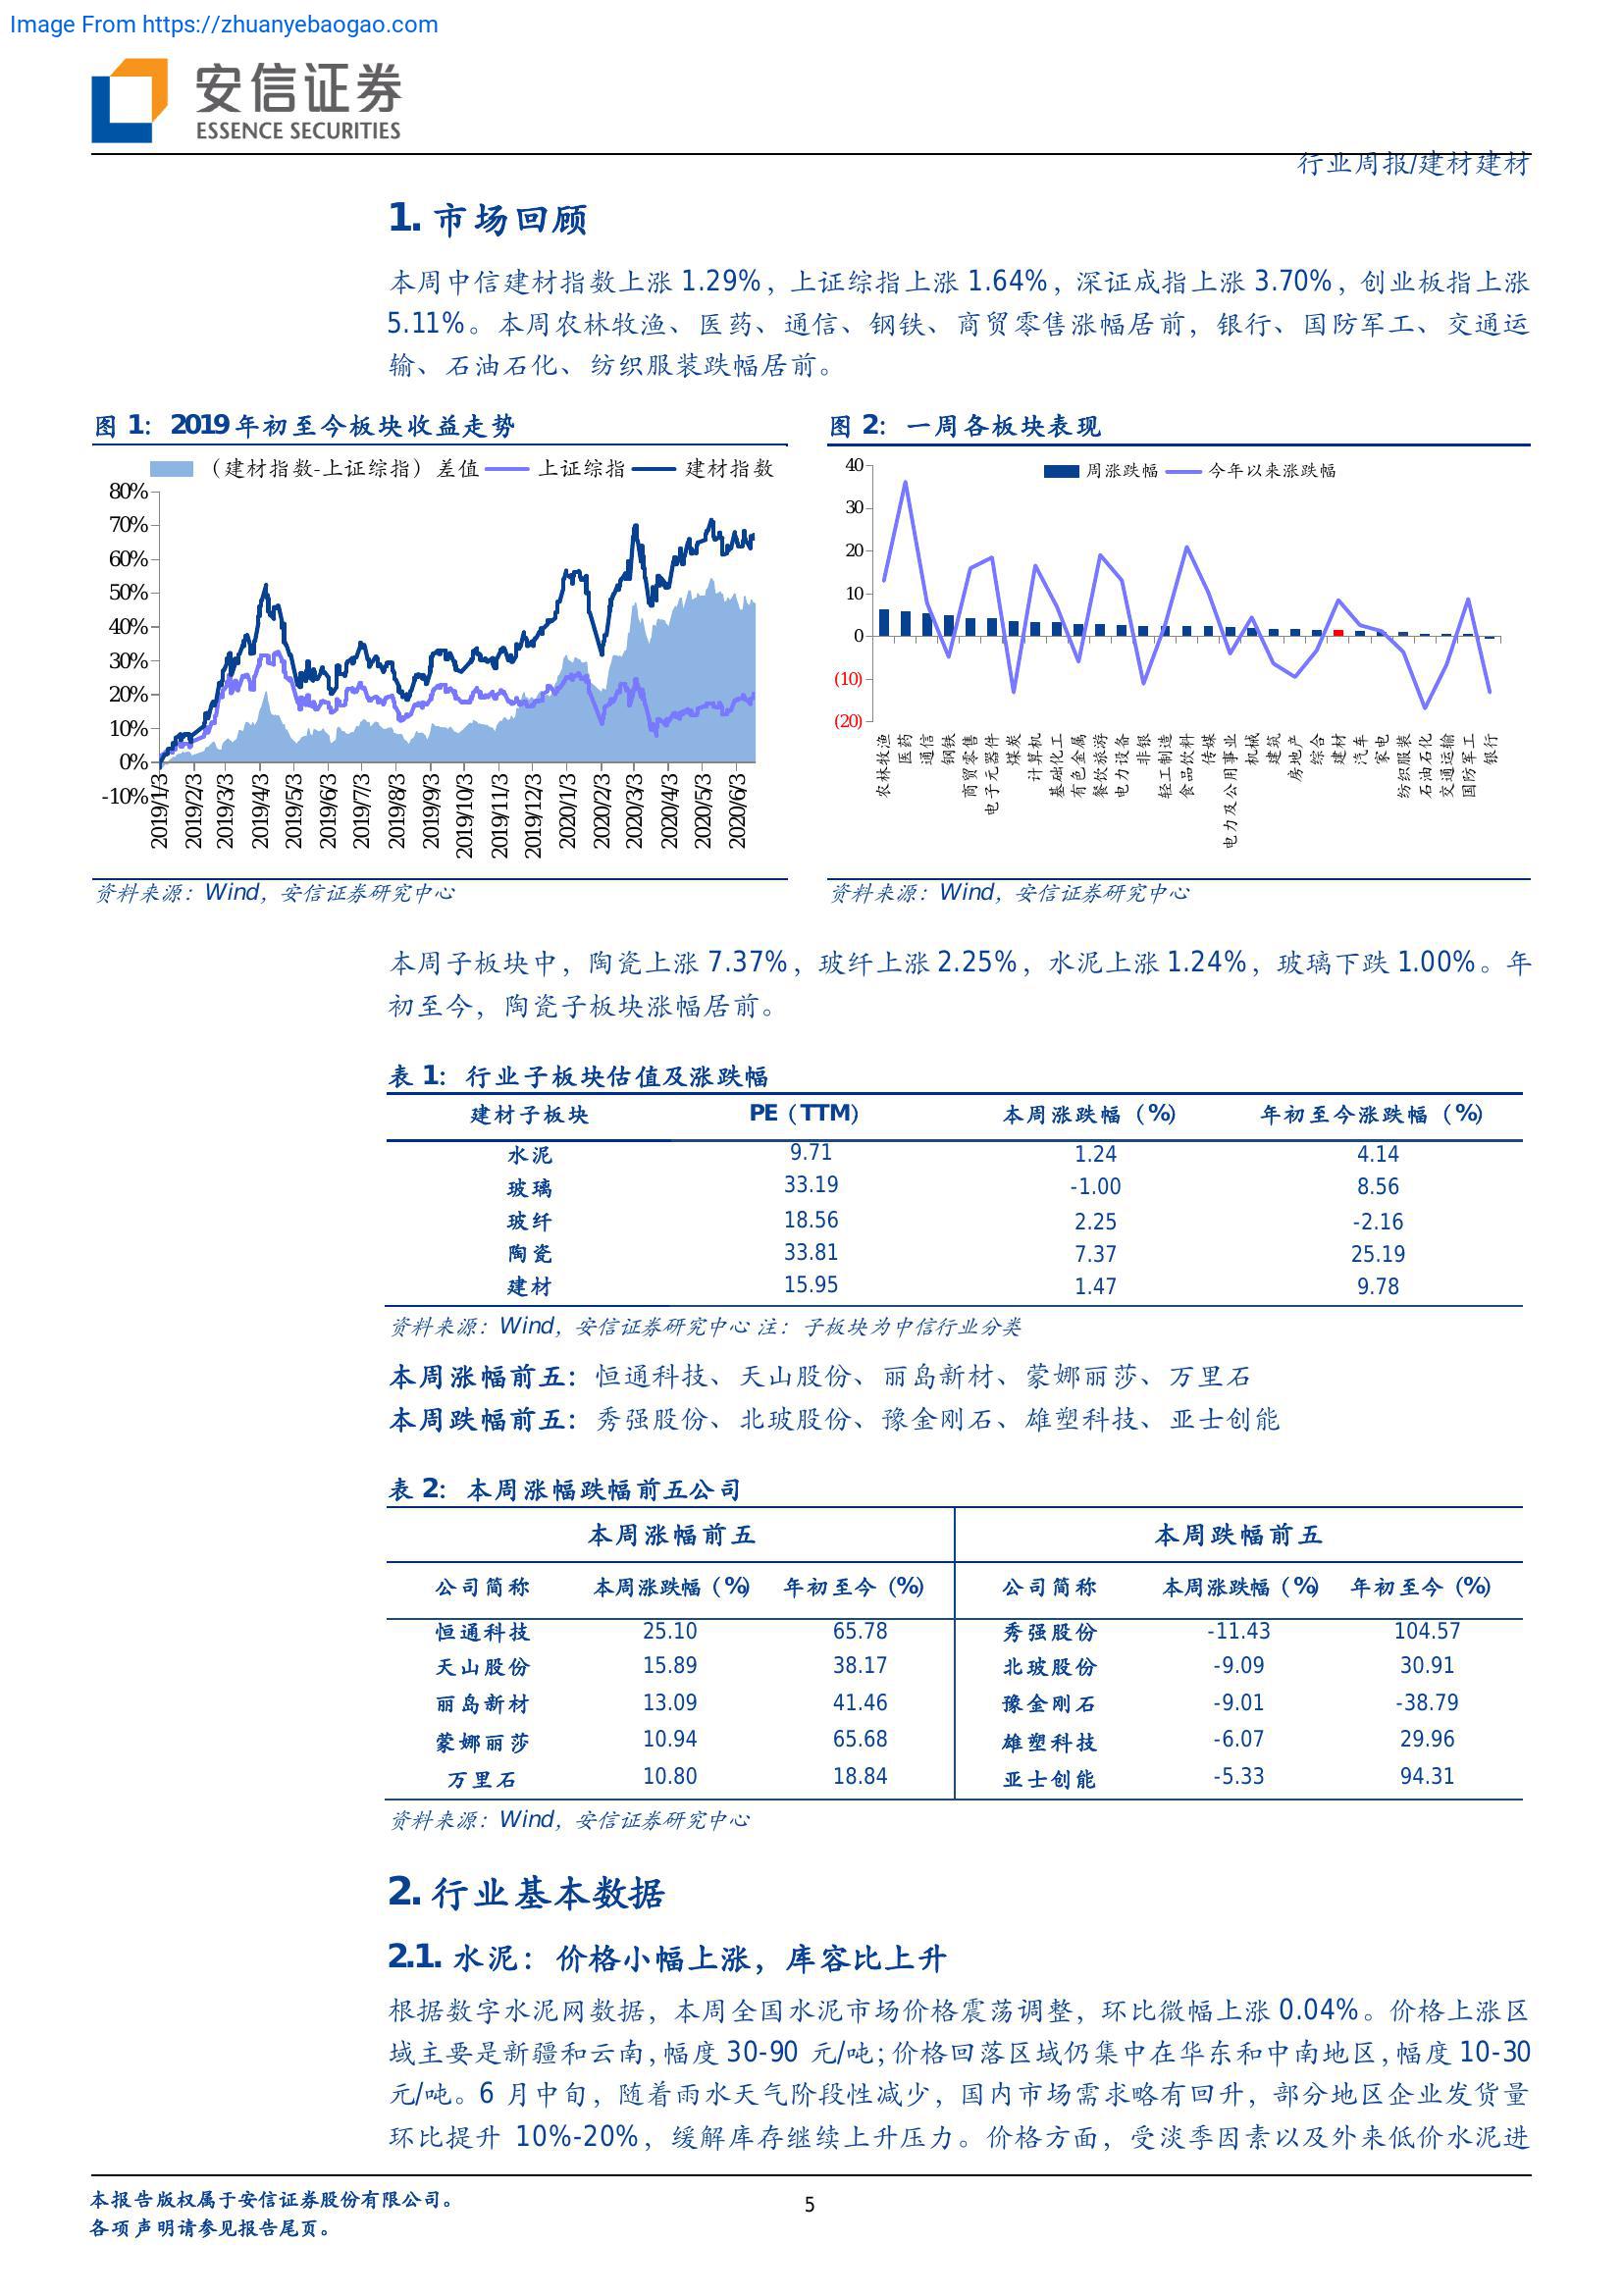 Image From https://zhuanyebaogao.com
安信证券
ESSENCE SECURITIES
行业周报/建材建材
1. 市场回顾
本周中信建材指数上涨 1.29%，上证综指上涨 1.64%，深证成指上涨 3.70%，创业板指上涨
5.11%。本周农林牧渔、医药、通信、钢铁、商贸零售涨幅居前，银行、国防军工、交通运
输、石油石化、纺织服装跌幅居前。
图 1：2019 年初至今板块收益走势
（建材指数-上证综指）差值 上证综指 建材指数
80%
70%
60%
50%
40%
30%
20%
10%
0%
-10%
2019/1/3 2019/2/3 2019/3/3 2019/4/3 2019/5/3 2019/6/3 2019/7/3 2019/8/3 2019/9/3 2019/10/3 2019/11/3 2019/12/3 2020/1/3 2020/2/3 2020/3/3 2020/4/3 2020/5/3 2020/6/3
资料来源：Wind，安信证券研究中心
图 2：一周各板块表现
周涨跌幅 今年以来涨跌幅
40
30
20
10
0
(10)
(20)
农林牧渔 医药 通信 钢铁 商贸零售 电子元器件 煤炭 计算机 基础化工 有色金属 餐饮旅游 电力设备 非银 轻工制造 食品饮料 传媒 电力及公用事业 机械 建筑 房地产 综合 建材 汽车 家电 纺织服装 石油石化 交通运输 国防军工 银行
资料来源：Wind，安信证券研究中心
本周子板块中，陶瓷上涨 7.37%，玻纤上涨 2.25%，水泥上涨 1.24%，玻璃下跌 1.00%。年
初至今，陶瓷子板块涨幅居前。
表 1：行业子板块估值及涨跌幅
建材子板块 PE（TTM） 本周涨跌幅（%） 年初至今涨跌幅（%）
水泥 9.71 1.24 4.14
玻璃 33.19 -1.00 8.56
玻纤 18.56 2.25 -2.16
陶瓷 33.81 7.37 25.19
建材 15.95 1.47 9.78
资料来源：Wind，安信证券研究中心 注：子板块为中信行业分类
本周涨幅前五：恒通科技、天山股份、丽岛新材、蒙娜丽莎、万里石
本周跌幅前五：秀强股份、北玻股份、豫金刚石、雄塑科技、亚士创能
表 2：本周涨幅跌幅前五公司
本周涨幅前五 本周跌幅前五
公司简称 本周涨跌幅（%） 年初至今（%） 公司简称 本周涨跌幅（%） 年初至今（%）
恒通科技 25.10 65.78 秀强股份 -11.43 104.57
天山股份 15.89 38.17 北玻股份 -9.09 30.91
丽岛新材 13.09 41.46 豫金刚石 -9.01 -38.79
蒙娜丽莎 10.94 65.68 雄塑科技 -6.07 29.96
万里石 10.80 18.84 亚士创能 -5.33 94.31
资料来源：Wind，安信证券研究中心
2. 行业基本数据
2.1. 水泥：价格小幅上涨，库容比上升
根据数字水泥网数据，本周全国水泥市场价格震荡调整，环比微幅上涨 0.04%。价格上涨区
域主要是新疆和云南，幅度 30-90 元/吨；价格回落区域仍集中在华东和中南地区，幅度 10-30
元/吨。6 月中旬，随着雨水天气阶段性减少，国内市场需求略有回升，部分地区企业发货量
环比提升 10%-20%，缓解库存继续上升压力。价格方面，受淡季因素以及外来低价水泥进
本报告版权属于安信证券股份有限公司。
各项声明请参见报告尾页。
5